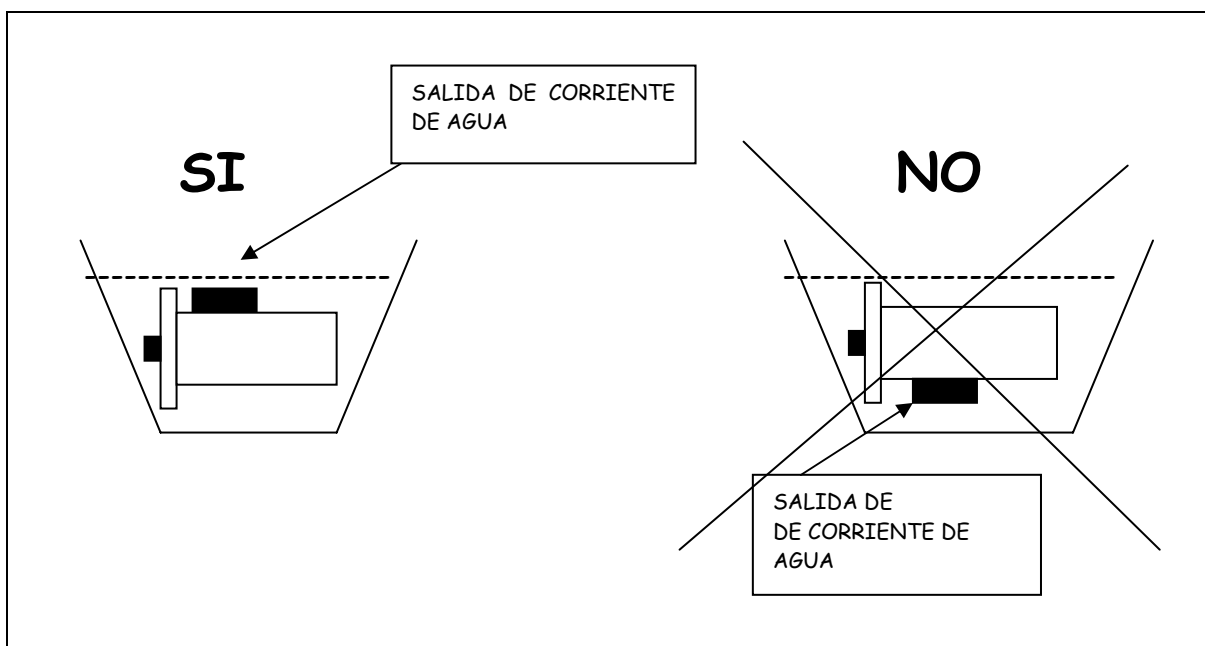 SALIDA DE CORRIENTE
DE AGUA
SI
NO
SALIDA DE
DE CORRIENTE DE
AGUA